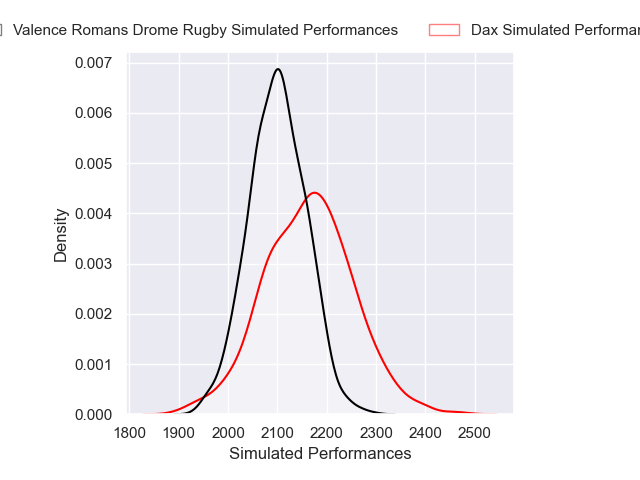 Valence Romans Drome Rugby Simulated Performances
Dax Simulated
0.007
0.006
0.005
0.004
0.003
0.002
0.001
0.000
Density
1800 1900 2000 2100 2200 2300 2400 2500
Simulated Performances